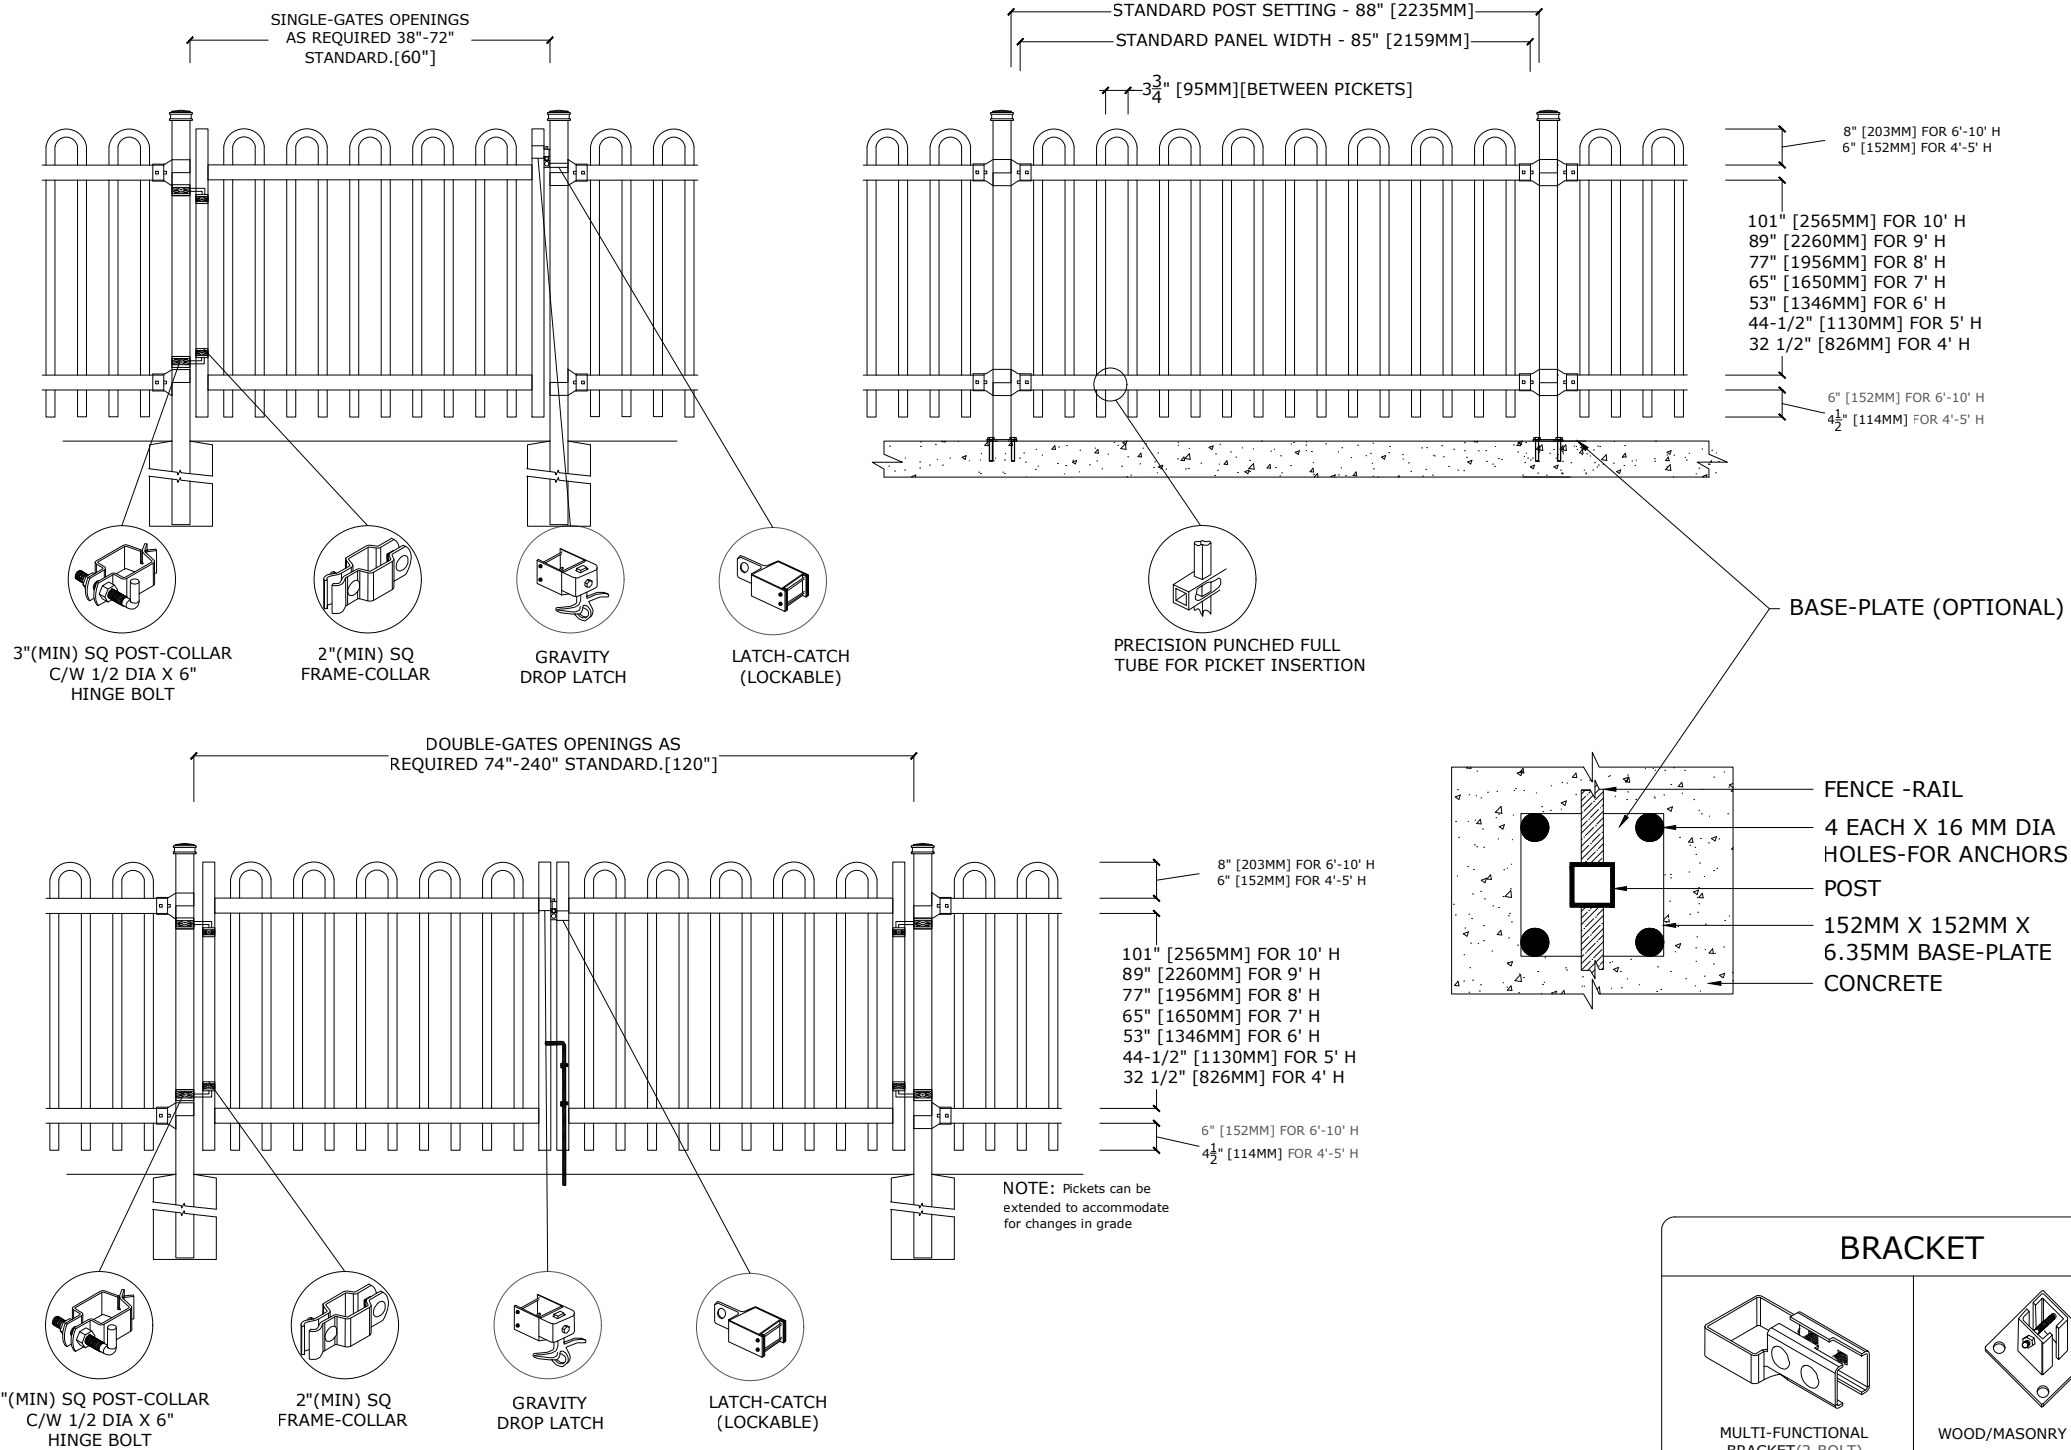 SINGLE-GATES OPENINGS
AS REQUIRED 38"-72"
STANDARD.[60"]
STANDARD POST SETTING - 88" [2235MM]
STANDARD PANEL WIDTH - 85" [2159MM]
3 3/4" [95MM][BETWEEN PICKETS]
8" [203MM] FOR 6'-10' H
6" [152MM] FOR 4'-5' H
101" [2565MM] FOR 10' H
89" [2260MM] FOR 9' H
77" [1956MM] FOR 8' H
65" [1650MM] FOR 7' H
53" [1346MM] FOR 6' H
44-1/2" [1130MM] FOR 5' H
32 1/2" [826MM] FOR 4' H
6" [152MM] FOR 6'-10' H
4 1/2" [114MM] FOR 4'-5' H
3"(MIN) SQ POST-COLLAR
C/W 1/2 DIA X 6"
HINGE BOLT
2"(MIN) SQ
FRAME-COLLAR
GRAVITY
DROP LATCH
LATCH-CATCH
(LOCKABLE)
PRECISION PUNCHED FULL
TUBE FOR PICKET INSERTION
BASE-PLATE (OPTIONAL)
DOUBLE-GATES OPENINGS AS
REQUIRED 74"-240" STANDARD.[120"]
8" [203MM] FOR 6'-10' H
6" [152MM] FOR 4'-5' H
101" [2565MM] FOR 10' H
89" [2260MM] FOR 9' H
77" [1956MM] FOR 8' H
65" [1650MM] FOR 7' H
53" [1346MM] FOR 6' H
44-1/2" [1130MM] FOR 5' H
32 1/2" [826MM] FOR 4' H
6" [152MM] FOR 6'-10' H
4 1/2" [114MM] FOR 4'-5' H
NOTE: Pickets can be
extended to accommodate
for changes in grade
FENCE -RAIL
4 EACH X 16 MM DIA
HOLES-FOR ANCHORS
POST
152MM X 152MM X
6.35MM BASE-PLATE
CONCRETE
"(MIN) SQ POST-COLLAR
C/W 1/2 DIA X 6"
HINGE BOLT
2"(MIN) SQ
FRAME-COLLAR
GRAVITY
DROP LATCH
LATCH-CATCH
(LOCKABLE)
BRACKET
MULTI-FUNCTIONAL
BRACKET(2-BOLT)
WOOD/MASONRY